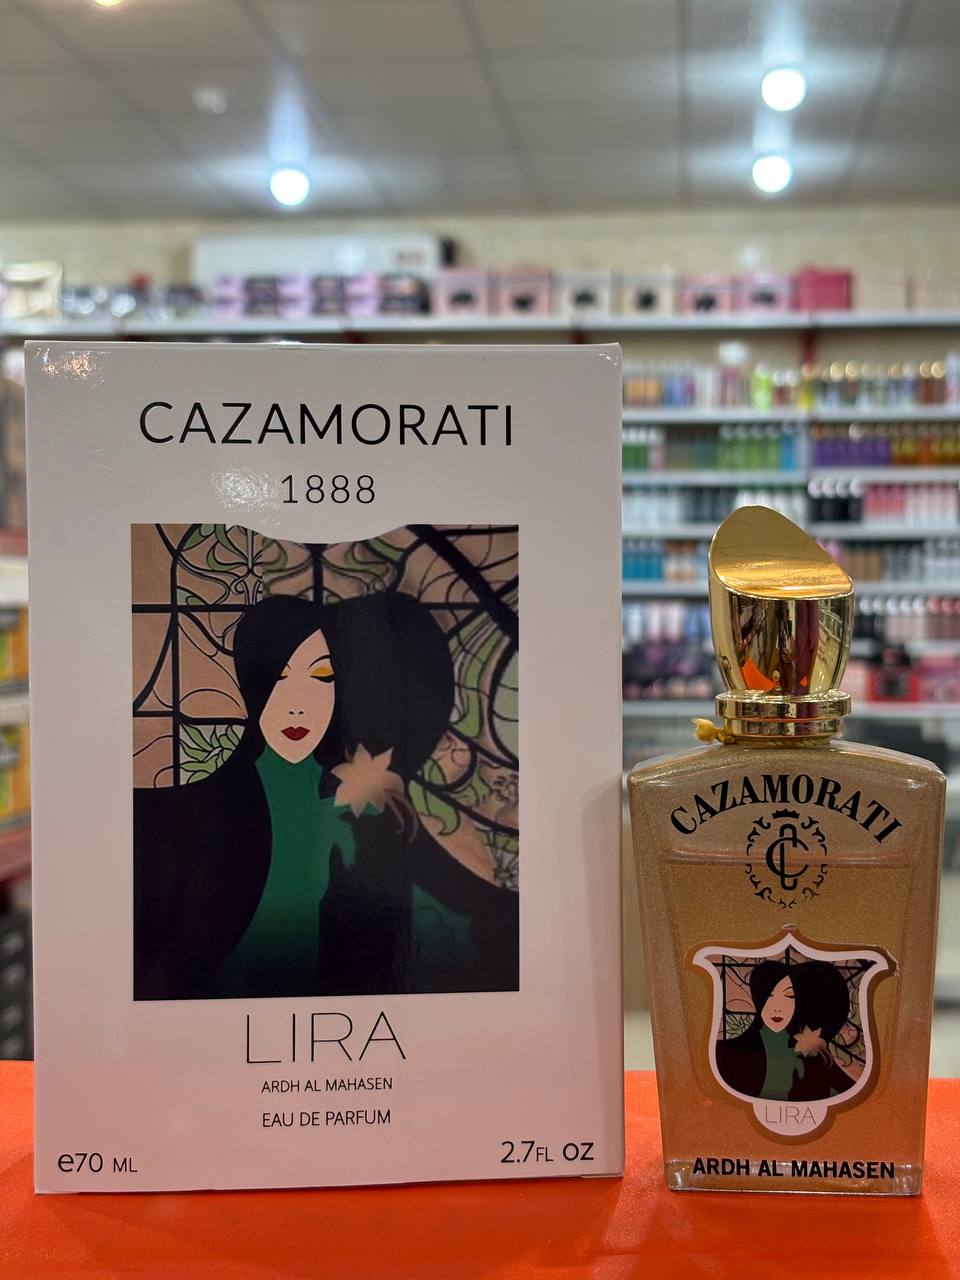 CAZAMORATI
1888
LIRA
ARDH AL MAHASEN
EAU DE PARFUM
e70 ML
2.7FL OZ
CAZAMORATI
LIRA
ARDH AL MAHASEN